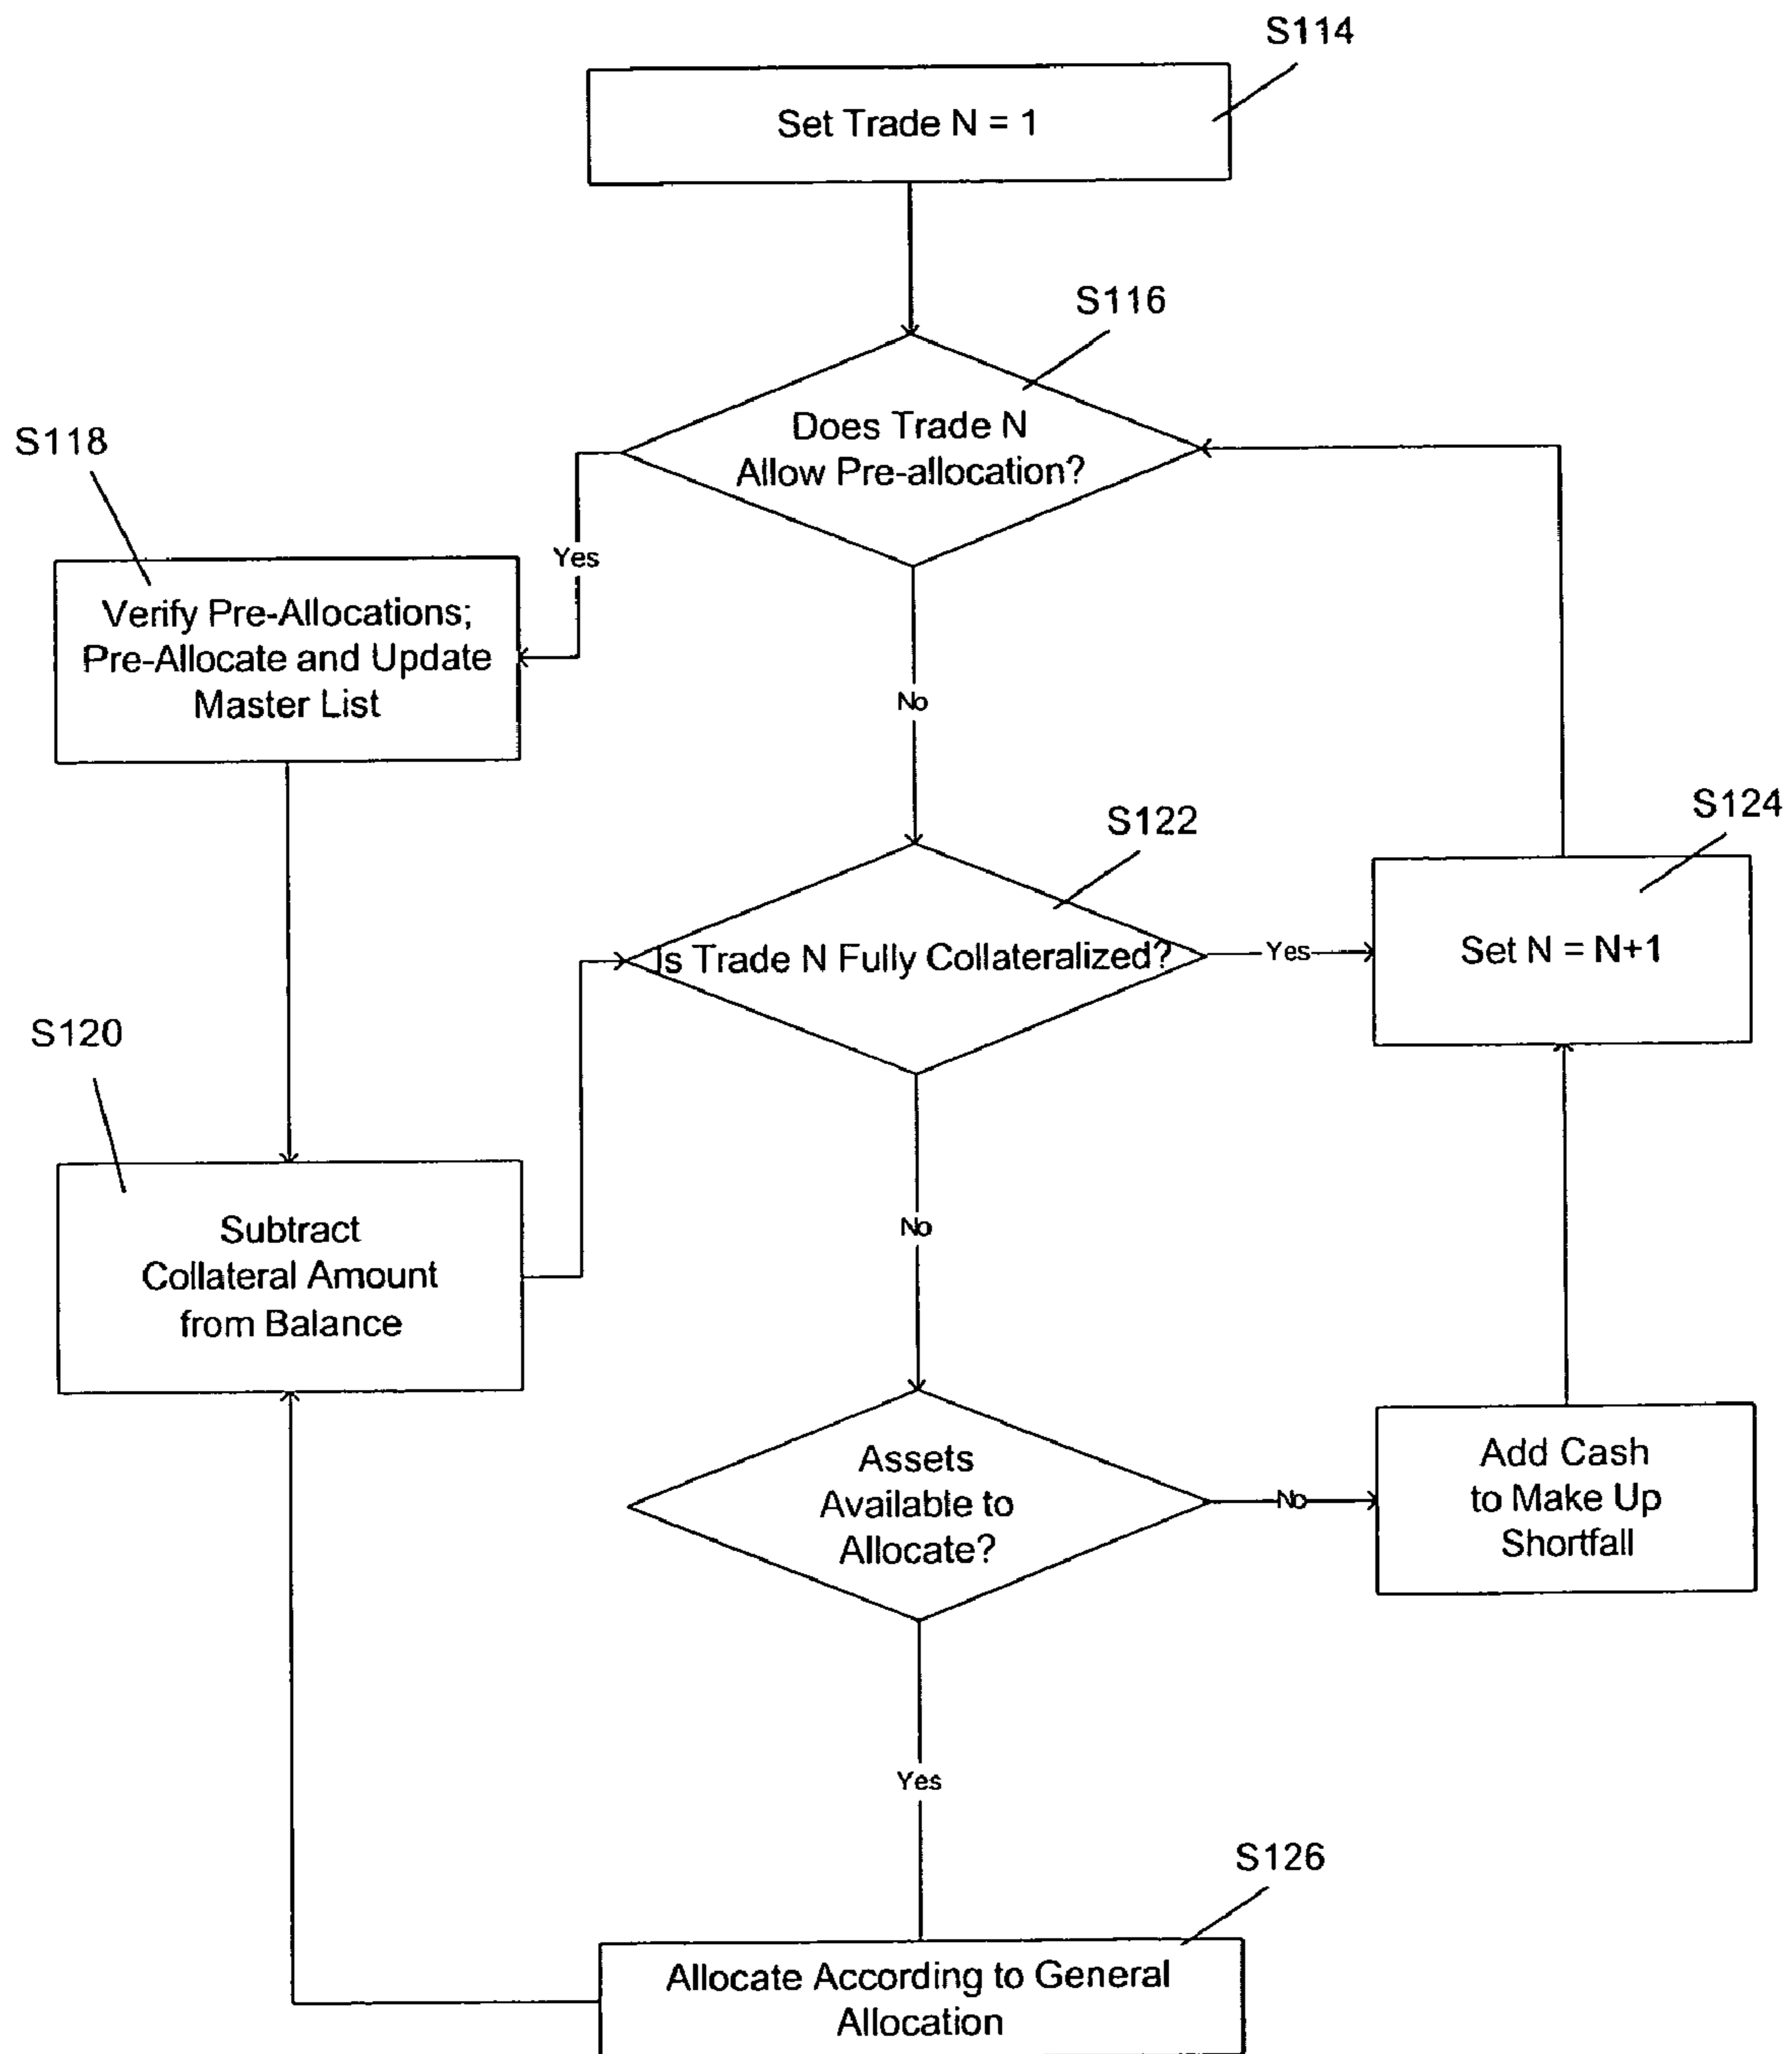 S114
Set Trade N = 1
S116
Does Trade N
Allow Pre-allocation?
S118
Yes
Verify Pre-Allocations;
Pre-Allocate and Update
Master List
No
S122
S124
Is Trade N Fully Collateralized?
Yes
Set N = N+1
S120
Subtract
Collateral Amount
from Balance
No
Assets
Available to
Allocate?
No
Add Cash
to Make Up
Shortfall
Yes
S126
Allocate According to General
Allocation